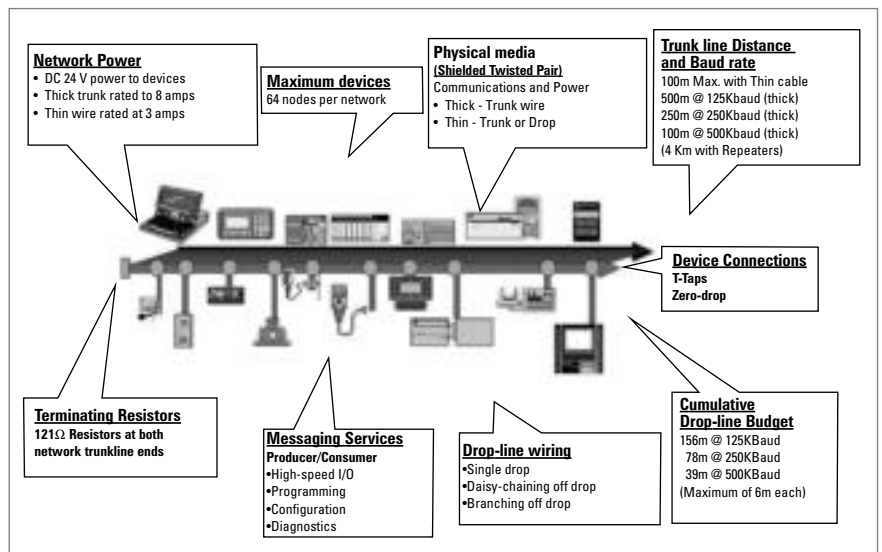 Network Power
• DC 24 V power to devices
• Thick trunk rated to 8 amps
• Thin wire rated at 3 amps
Maximum devices
64 nodes per network
Physical media
(Shielded Twisted Pair)
Communications and Power
• Thick - Trunk wire
• Thin - Trunk or Drop
Trunk line Distance
and Baud rate
100m Max. with Thin cable
500m @ 125Kbaud (thick)
250m @ 250Kbaud (thick)
100m @ 500Kbaud (thick)
(4 Km with Repeaters)
Device Connections
T-Taps
Zero-drop
Terminating Resistors
121Ω Resistors at both
network trunkline ends
Messaging Services
Producer/Consumer
•High-speed I/O
•Programming
•Configuration
•Diagnostics
Drop-line wiring
•Single drop
•Daisy-chaining off drop
•Branching off drop
Cumulative
Drop-line Budget
156m @ 125KBaud
78m @ 250KBaud
39m @ 500KBaud
(Maximum of 6m each)